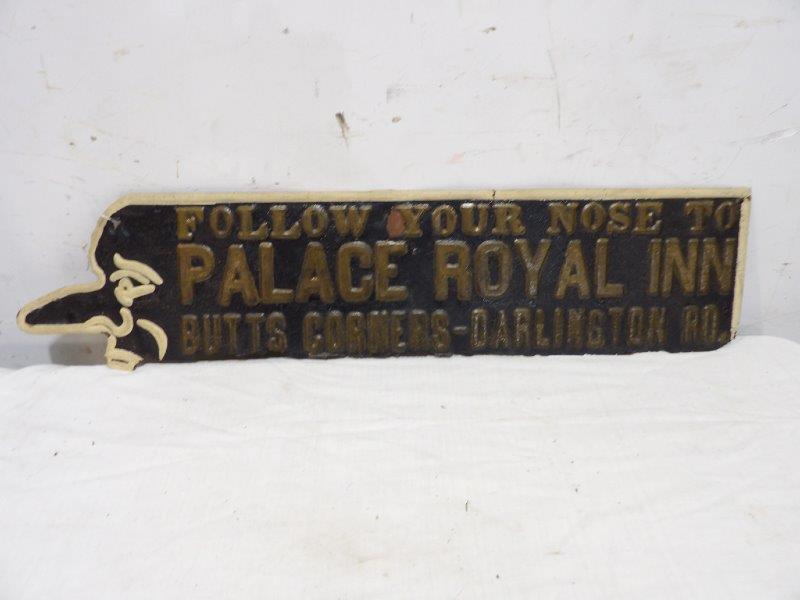 FOLLOW YOUR NOSE TO
PALACE ROYAL INN
BUTTS CORNERS-DARLINGTON RD.